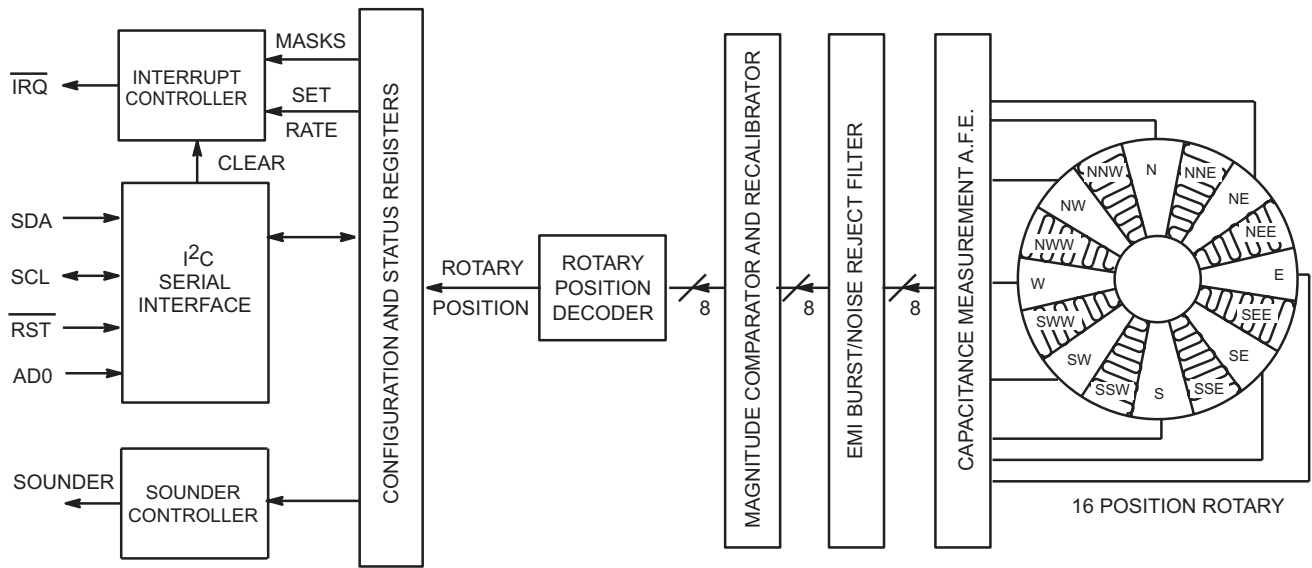 IRQ
INTERRUPT
CONTROLLER
MASKS
SET
RATE
CLEAR
SDA
SCL
RST
AD0
I2C
SERIAL
INTERFACE
SOUNDER
SOUNDER
CONTROLLER
CONFIGURATION AND STATUS REGISTERS
ROTARY
POSITION
ROTARY
POSITION
DECODER
8
MAGNITUDE COMPARATOR AND RECALIBRATOR
8
EMI BURST/NOISE REJECT FILTER
8
CAPACITANCE MEASUREMENT A.F.E.
N
NNE
NE
NEE
E
SEE
SE
SSE
S
SSW
SW
SWW
W
NWW
NW
NNW
16 POSITION ROTARY